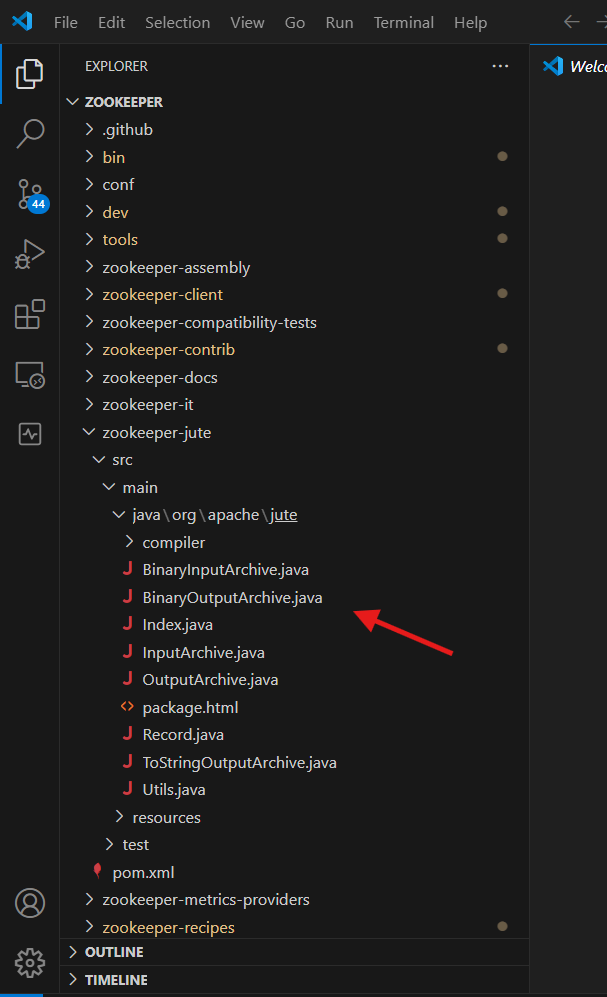 File Edit Selection View Go Run Terminal Help
EXPLORER
Welco
ZOOKEEPER
.github
bin
conf
44
dev
tools
zookeeper-assembly
zookeeper-client
zookeeper-compatibility-tests
zookeeper-contrib
zookeeper-docs
zookeeper-it
zookeeper-jute
src
main
java\org\apache\jute
compiler
BinaryInputArchive.java
BinaryOutputArchive.java
Index.java
InputArchive.java
OutputArchive.java
package.html
Record.java
ToStringOutputArchive.java
Utils.java
resources
test
pom.xml
zookeeper-metrics-providers
zookeeper-recipes
OUTLINE
TIMELINE